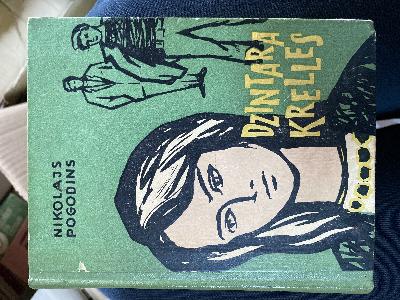 NIKOLAJS
POGODINS
DZINTARA
KRELLES